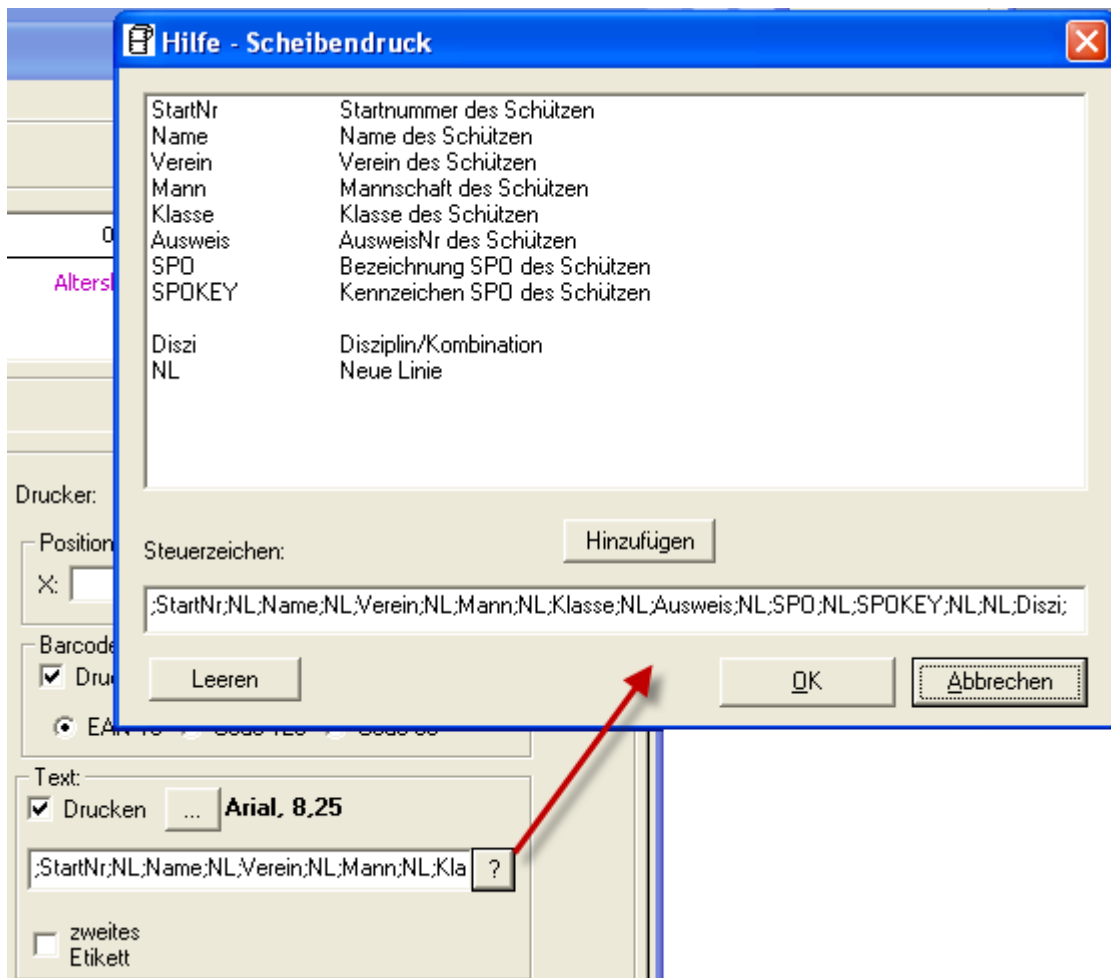 Hilfe - Scheibendruck
StartNr Startnummer des Schützen
Name Name des Schützen
Verein Verein des Schützen
Mann Mannschaft des Schützen
Klasse Klasse des Schützen
Ausweis AusweisNr des Schützen
SPO Bezeichnung SPO des Schützen
SPOKEY Kennzeichen SPO des Schützen
Diszi Disziplin/Kombination
NL Neue Linie
Hinzufügen
Steuerzeichen:
;StartNr;NL;Name;NL;Verein;NL;Mann;NL;Klasse;NL;Ausweis;NL;SPO;NL;SPOKEY;NL;NL;Diszi;
Leeren OK Abbrechen
0
Drucker:
Position
X:
Barcode
Text:
Drucken ... Arial, 8,25
;StartNr;NL;Name;NL;Verein;NL;Mann;NL;Kla ?
zweites
Etikett